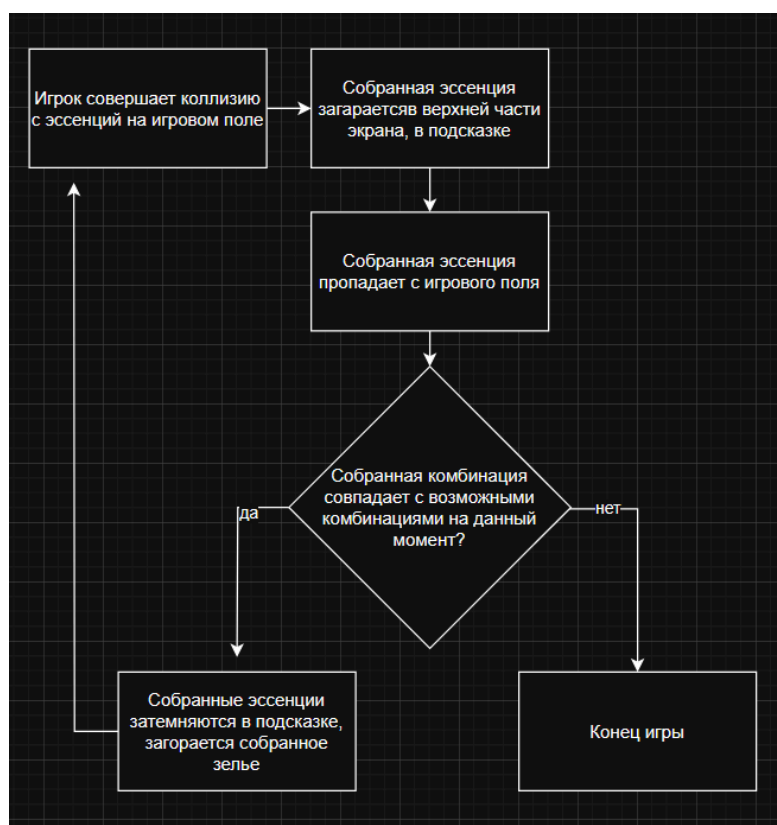 Игрок совершает коллизию
с эссенций на игровом поле
Собранная эссенция
загараетсяв верхней части
экрана, в подсказке
Собранная эссенция
пропадает с игрового поля
Собранная комбинация
совпадает с возможными
комбинациями на данный
момент?
да
нет
Собранные эссенции
затемняются в подсказке,
загорается собранное
зелье
Конец игры